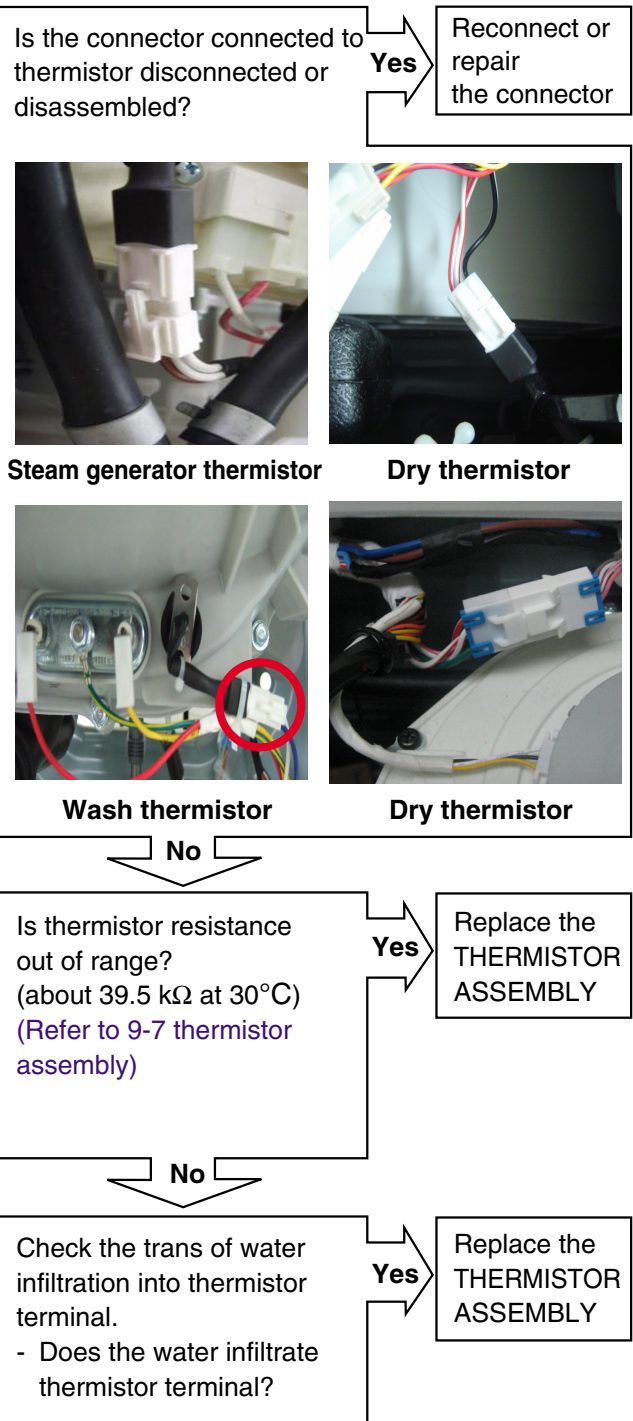 Is the connector connected to
thermistor disconnected or
disassembled?
Yes
Reconnect or
repair
the connector
Steam generator thermistor
Dry thermistor
Wash thermistor
Dry thermistor
No
Is thermistor resistance
out of range?
(about 39.5 kΩ at 30°C)
(Refer to 9-7 thermistor
assembly)
Yes
Replace the
THERMISTOR
ASSEMBLY
No
Check the trans of water
infiltration into thermistor
terminal.
- Does the water infiltrate
thermistor terminal?
Yes
Replace the
THERMISTOR
ASSEMBLY